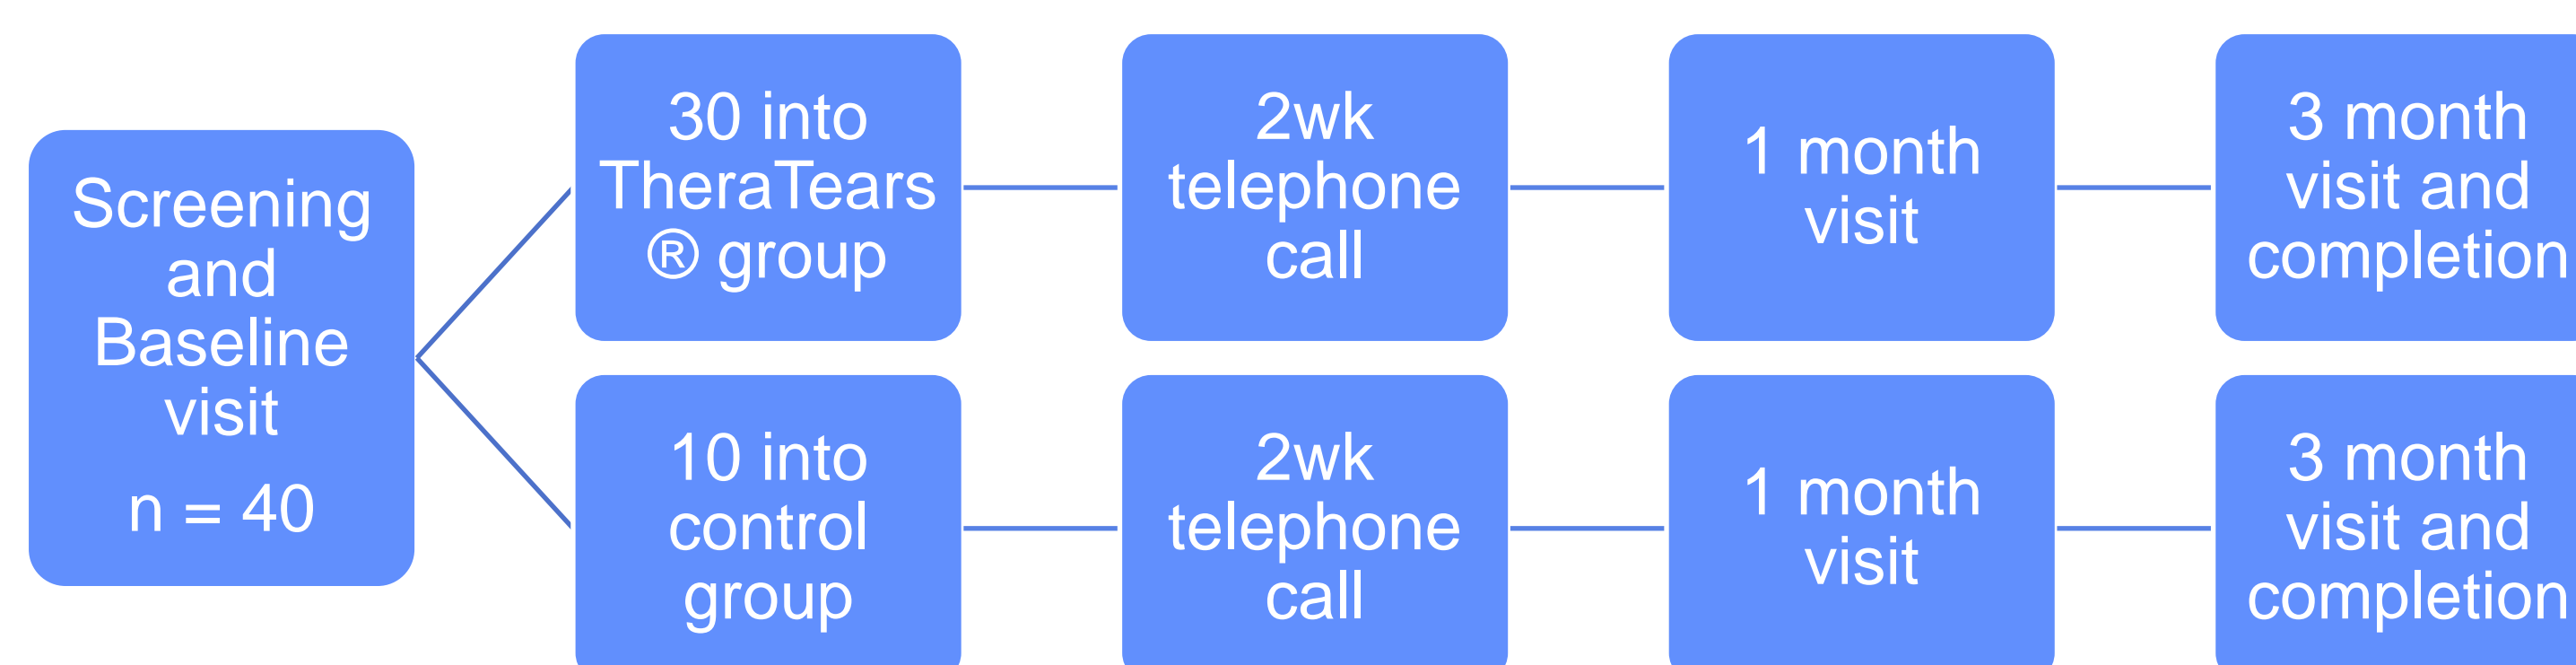 Screening
and
Baseline
visit
n = 40
30 into
TheraTears
® group
2wk
telephone
call
1 month
visit
3 month
visit and
completion
10 into
control
group
2wk
telephone
call
1 month
visit
3 month
visit and
completion